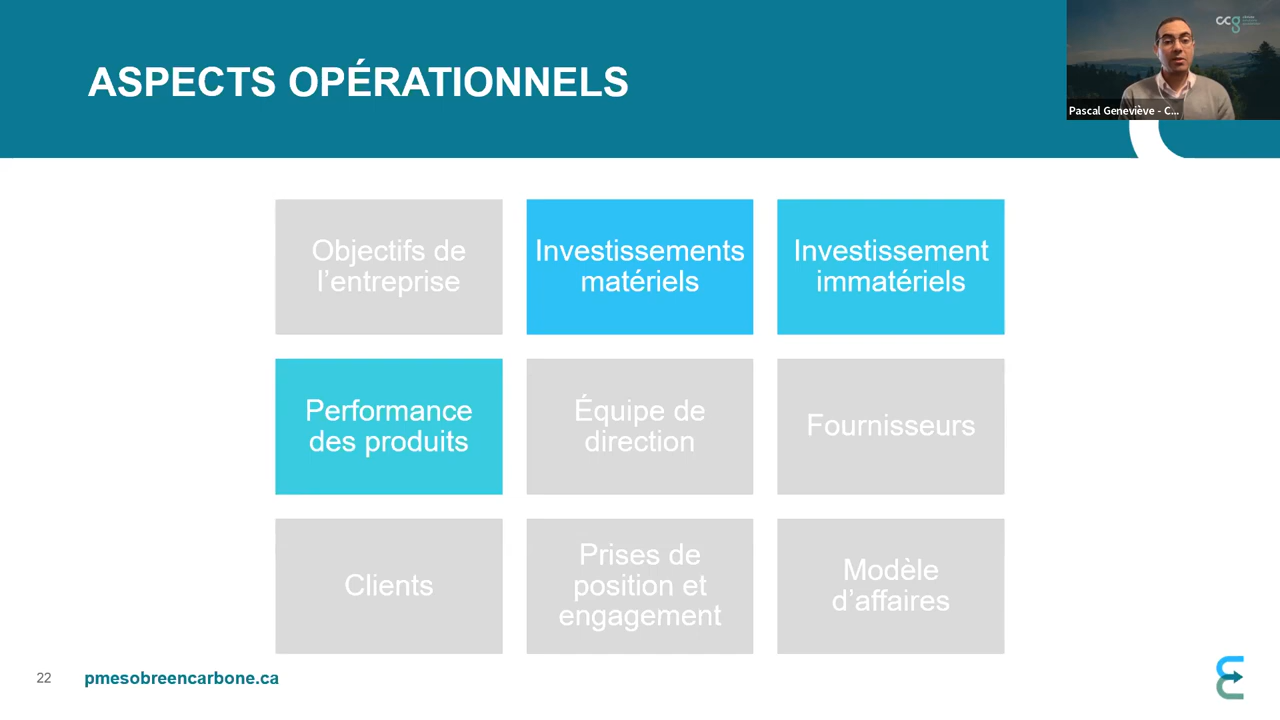 ASPECTS OPÉRATIONNELS
ccg
Pascal Geneviève - C...
Objectifs de
l’entreprise
Investissements
matériels
Investissement
immatériels
Performance
des produits
Équipe de
direction
Fournisseurs
Clients
Prises de
position et
engagement
Modèle
d’affaires
22
pmesobreencarbone.ca